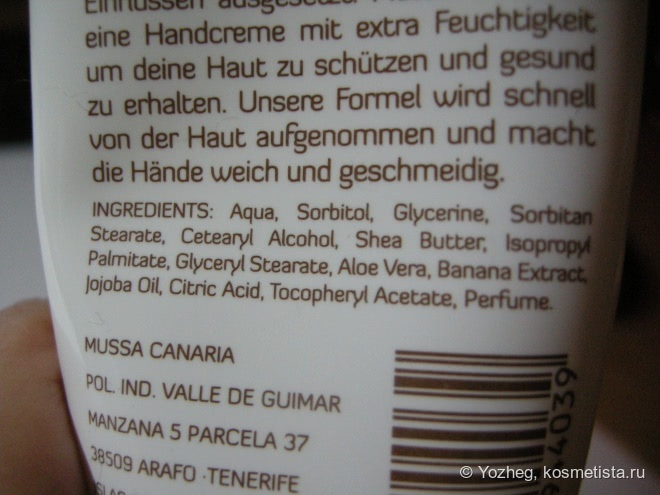 Einflüssen ausgesetzt.
eine Handcreme mit extra Feuchtigkeit
um deine Haut zu schützen und gesund
zu erhalten. Unsere Formel wird schnell
von der Haut aufgenommen und macht
die Hände weich und geschmeidig.
INGREDIENTS: Aqua, Sorbitol, Glycerine, Sorbitan
Stearate, Cetearyl Alcohol, Shea Butter, Isopropyl
Palmitate, Glyceryl Stearate, Aloe Vera, Banana Extract,
Jojoba Oil, Citric Acid, Tocopheryl Acetate, Perfume.
MUSSA CANARIA
POL. IND. VALLE DE GUIMAR
MANZANA 5 PARCELA 37
38509 ARAFO ·TENERIFE
4039
© Yozheg, kosmetista.ru